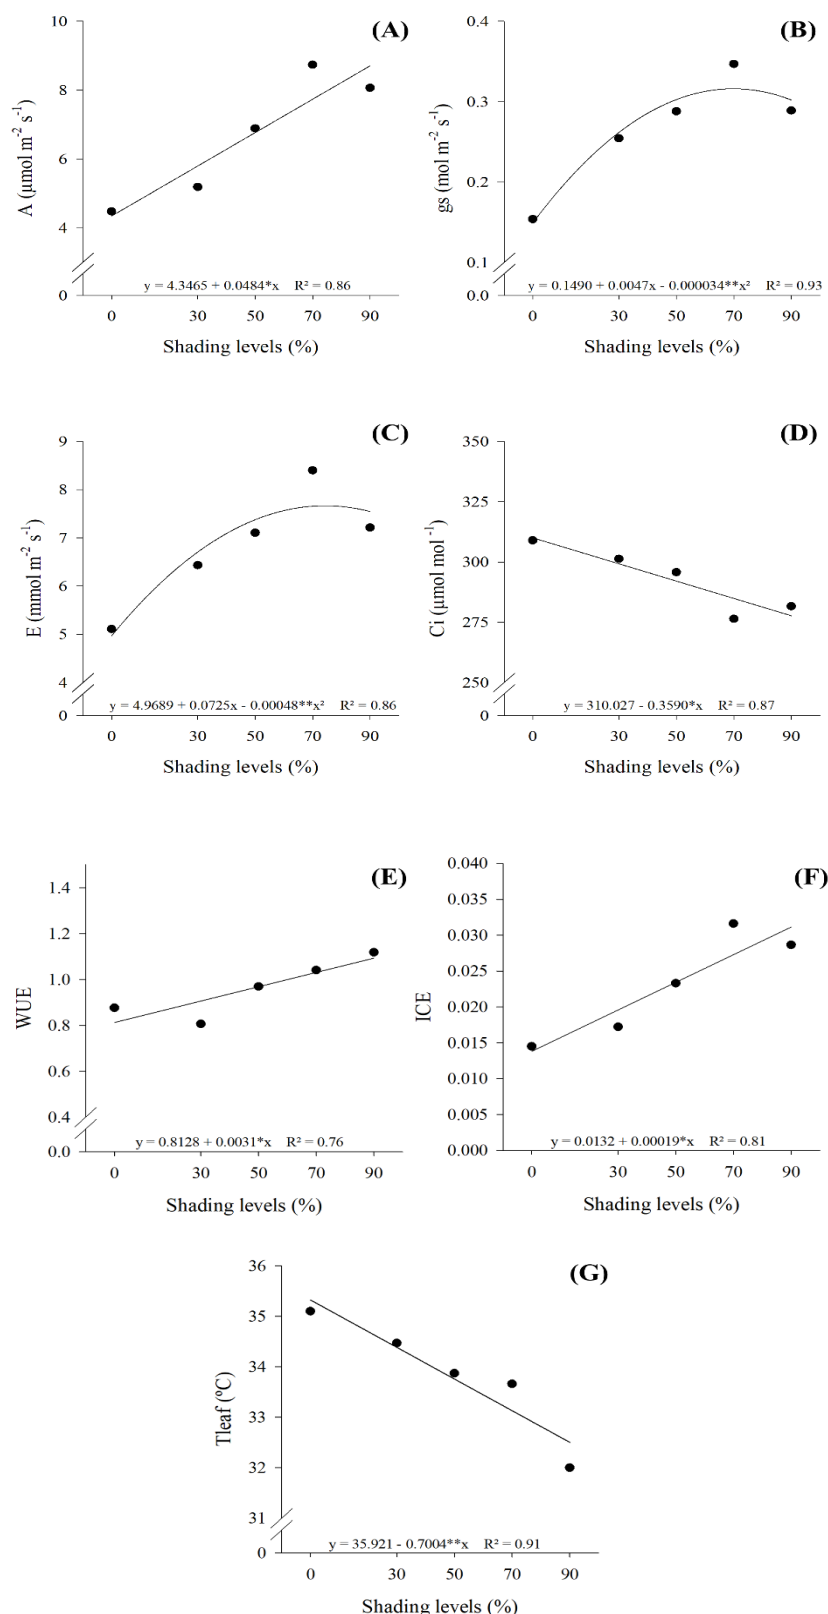 (A)
10
8
6
4
0
A (µmol m⁻² s⁻¹)
y = 4.3465 + 0.0484*x R² = 0.86
0 30 50 70 90
Shading levels (%)
(B)
0.4
0.3
0.2
0.1
0.0
gs (mol m⁻² s⁻¹)
y = 0.1490 + 0.0047x - 0.000034**x² R² = 0.93
0 30 50 70 90
Shading levels (%)
(C)
9
8
7
6
5
4
0
E (mmol m⁻² s⁻¹)
y = 4.9689 + 0.0725x - 0.00048**x² R² = 0.86
0 30 50 70 90
Shading levels (%)
(D)
350
325
300
275
250
0
Ci (µmol mol⁻¹)
y = 310.027 - 0.3590*x R² = 0.87
0 30 50 70 90
Shading levels (%)
(E)
1.4
1.2
1.0
0.8
0.6
0.4
0.0
WUE
y = 0.8128 + 0.0031*x R² = 0.76
0 30 50 70 90
Shading levels (%)
(F)
0.040
0.035
0.030
0.025
0.020
0.015
0.010
0.005
0.000
ICE
y = 0.0132 + 0.00019*x R² = 0.81
0 30 50 70 90
Shading levels (%)
(G)
36
35
34
33
32
31
0
Tleaf (ºC)
y = 35.921 - 0.7004**x R² = 0.91
0 30 50 70 90
Shading levels (%)